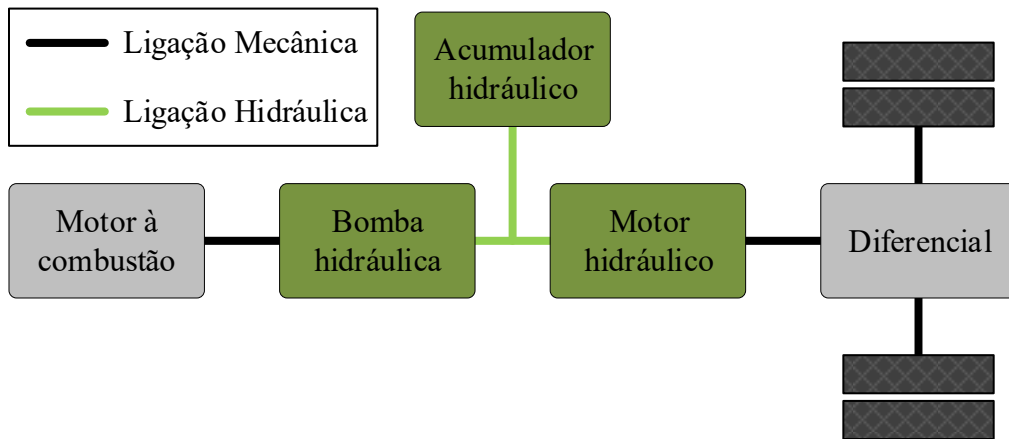 Ligação Mecânica
Ligação Hidráulica
Acumulador
hidráulico
Motor à
combustão
Bomba
hidráulica
Motor
hidráulico
Diferencial